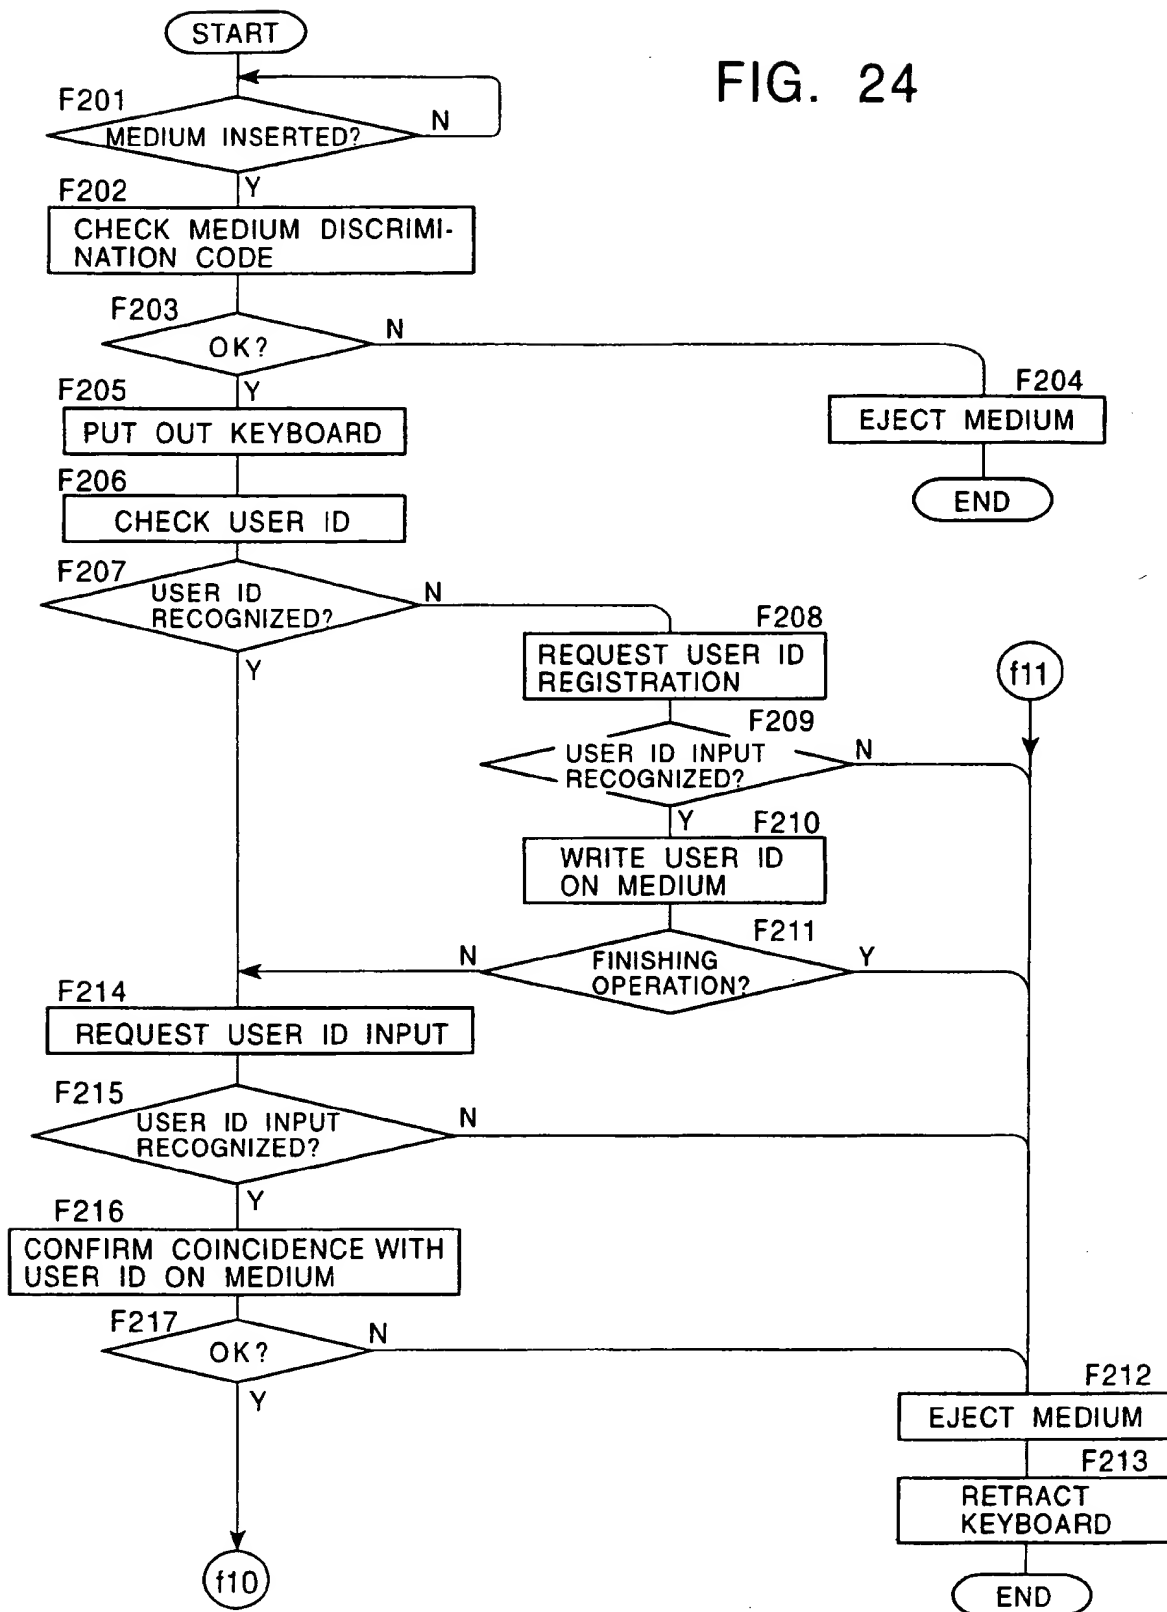 START
FIG. 24
F201
MEDIUM INSERTED?
N
Y
F202
CHECK MEDIUM DISCRIMI-
NATION CODE
F203
OK?
N
Y
F204
EJECT MEDIUM
END
F205
PUT OUT KEYBOARD
F206
CHECK USER ID
F207
USER ID
RECOGNIZED?
N
Y
F208
REQUEST USER ID
REGISTRATION
f11
F209
USER ID INPUT
RECOGNIZED?
N
Y
F210
WRITE USER ID
ON MEDIUM
F211
FINISHING
OPERATION?
N
Y
F214
REQUEST USER ID INPUT
F215
USER ID INPUT
RECOGNIZED?
N
Y
F216
CONFIRM COINCIDENCE WITH
USER ID ON MEDIUM
F217
OK?
N
Y
F212
EJECT MEDIUM
F213
RETRACT
KEYBOARD
f10
END